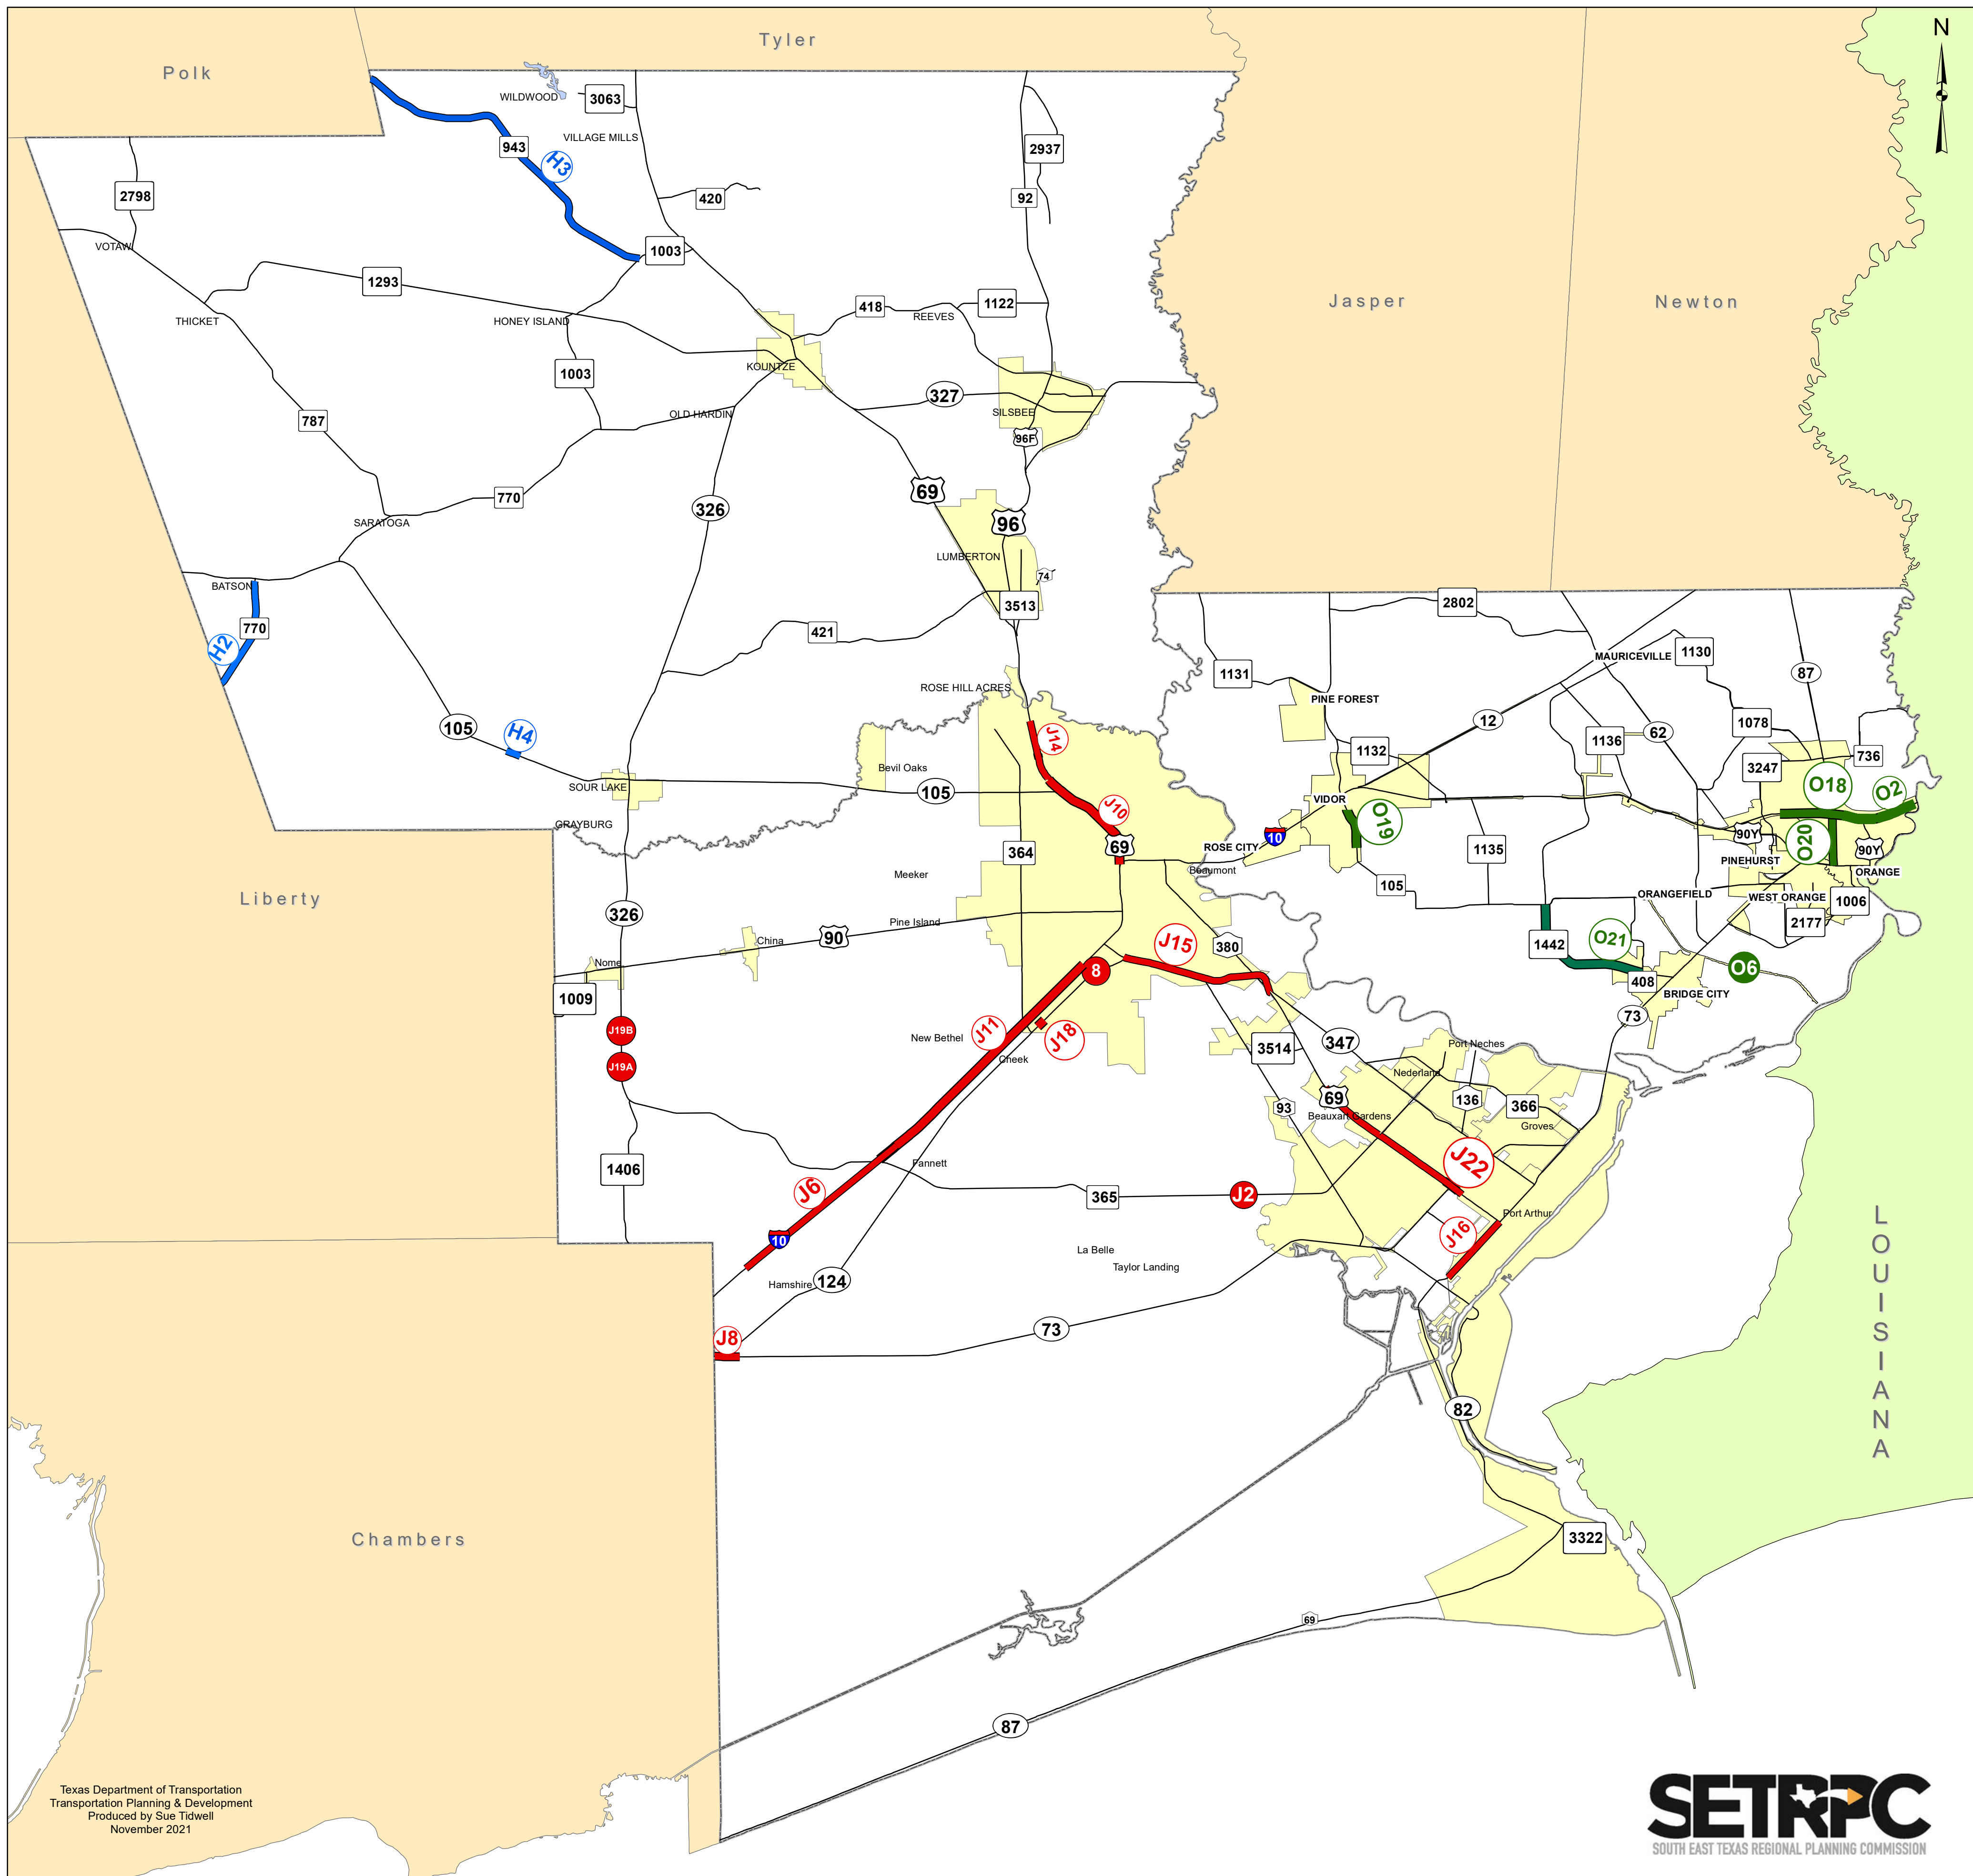 N
Tyler
Polk
WILDWOOD
3063
VILLAGE MILLS
943
H3
2937
2798
420
92
VOTAW
1003
1293
Jasper
Newton
THICKET
HONEY ISLAND
418
REEVES
1122
KOUNTZE
1003
327
OLD HARDIN
SILSBEE
787
96F
69
770
326
96
SARATOGA
LUMBERTON
74
BATSON
3513
2802
770
421
H2
MAURICEVILLE
1130
1131
87
ROSE HILL ACRES
PINE FOREST
105
H4
J14
12
62
1078
1132
1136
736
Bevil Oaks
3247
SOUR LAKE
105
O18
O2
VIDOR
J10
O19
GRAYBURG
10
90Y
O20
364
69
ROSE CITY
1135
90Y
PINEHURST
Meeker
Beaumont
ORANGE
105
Liberty
ORANGEFIELD
WEST ORANGE
1006
326
Pine Island
2177
China
90
J15
380
1442
O21
Nome
8
O6
408
BRIDGE CITY
1009
J19B
J11
J18
New Bethel
73
347
Port Neches
3514
Cheek
J19A
Nederland
69
136
93
366
Beauxart Gardens
Groves
1406
Fannett
J22
J6
365
J2
Port Arthur
J16
10
La Belle
Taylor Landing
Hamshire
124
J8
73
LOUISIANA
82
Chambers
3322
69
87
Texas Department of Transportation
Transportation Planning & Development
Produced by Sue Tidwell
November 2021
SETRPC
SOUTH EAST TEXAS REGIONAL PLANNING COMMISSION